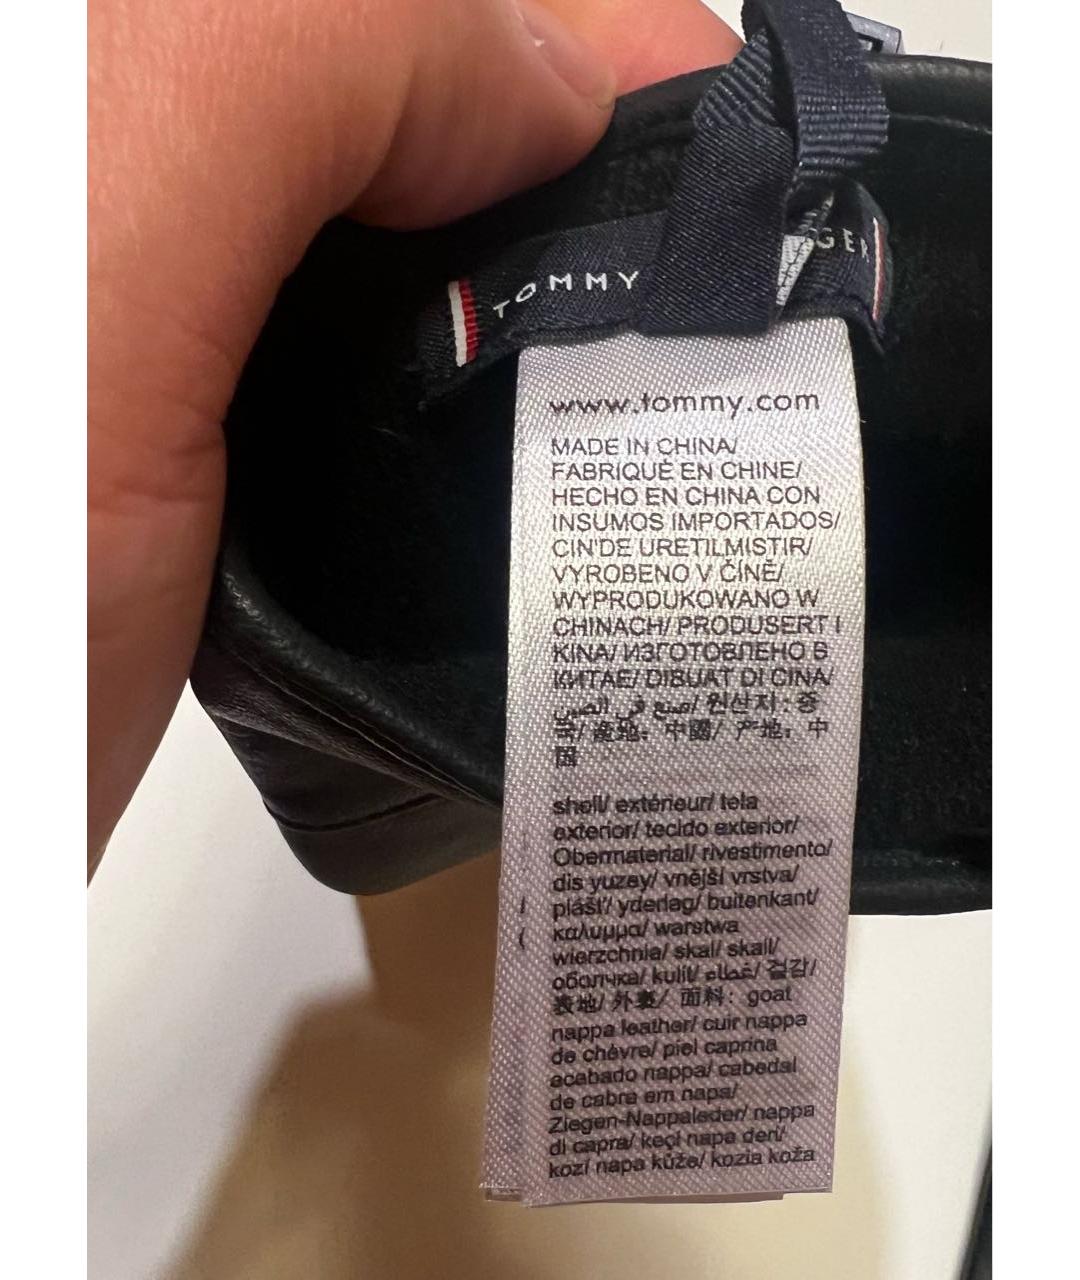 TOMMY
GER
www.tommy.com
MADE IN CHINA/
FABRIQUÉ EN CHINE/
HECHO EN CHINA CON
INSUMOS IMPORTADOS/
CIN'DE URETILMISTIR/
VYROBENO V ČÍNĚ/
WYPRODUKOWANO W
CHINACH/ PRODUSERT I
KINA/ ИЗГОТОВЛЕНО В
КИТАЕ/ DIBUAT DI CINA/
صنع في الصين/ 원산지 : 중
국/ 產地：中國/ 产地：中
国
shell/ extérieur/ tela
exterior/ tecido exterior/
Obermaterial/ rivestimento/
dis yuzey/ vnější vrstva/
plášť/ yderlag/ buitenkant/
κάλυμμα/ warstwa
wierzchnia/ skal/ skall/
оболчка/ kulit/ غطاء/ 겉감/
表地/ 外裏/ 面料：goat
nappa leather/ cuir nappa
de chèvre/ piel caprina
acabado nappa/ cabedal
de cabra em napa/
Ziegen-Nappaleder/ nappa
di capra/ keçi napa deri/
kozí napa kůže/ kozia koža